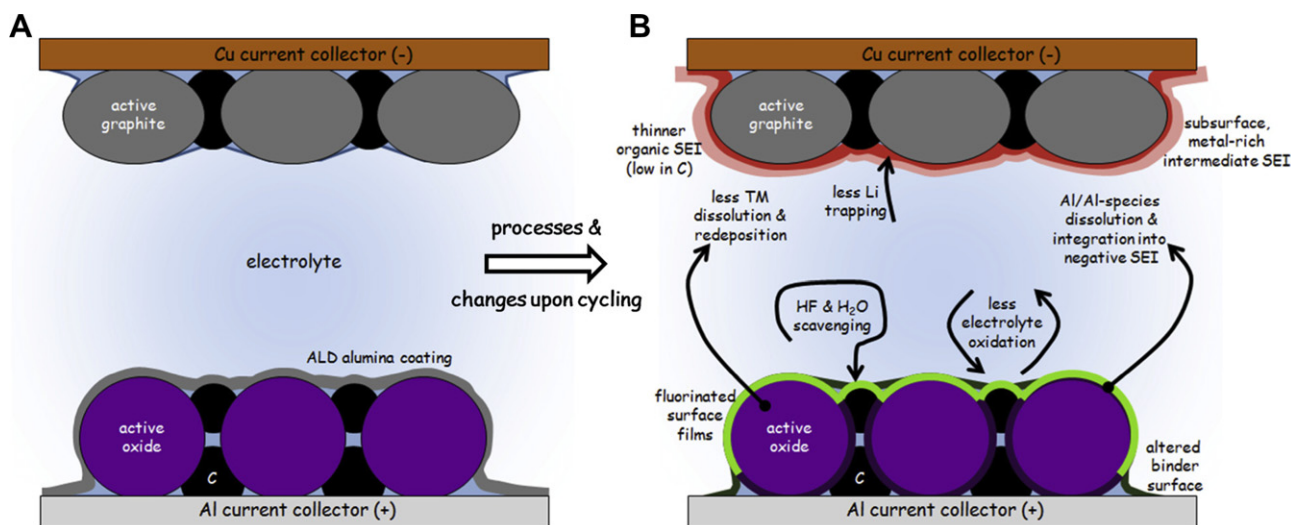 A
Cu current collector (-)
active
graphite
electrolyte
ALD alumina coating
active
oxide
C
Al current collector (+)
processes &
changes upon cycling
B
Cu current collector (-)
active
graphite
thinner
organic SEI
(low in C)
subsurface,
metal-rich
intermediate SEI
less TM
dissolution &
redeposition
less Li
trapping
Al/Al-species
dissolution &
integration into
negative SEI
HF & H₂O
scavenging
less
electrolyte
oxidation
fluorinated
surface
films
active
oxide
C
altered
binder
surface
Al current collector (+)